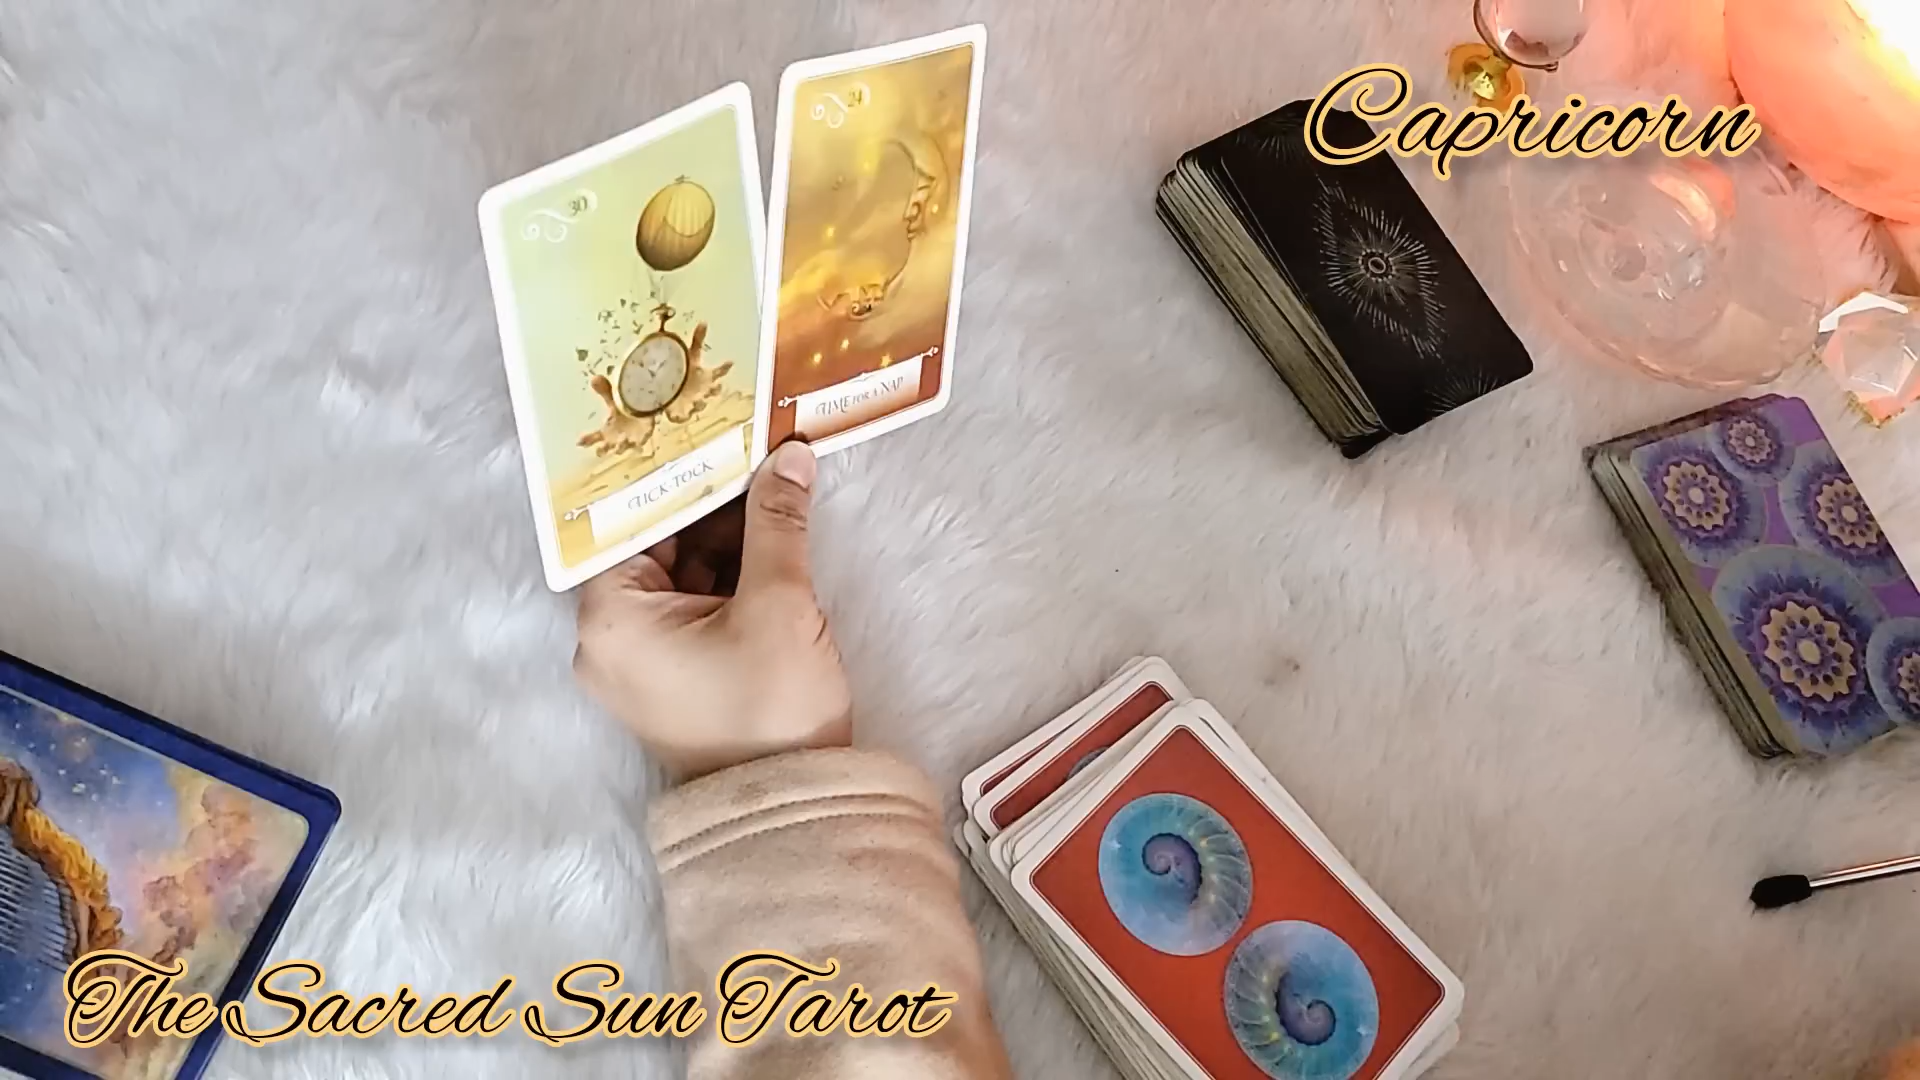 Capricorn
24
30
TIME FOR A NAP
TICK-TOCK
The Sacred Sun Tarot